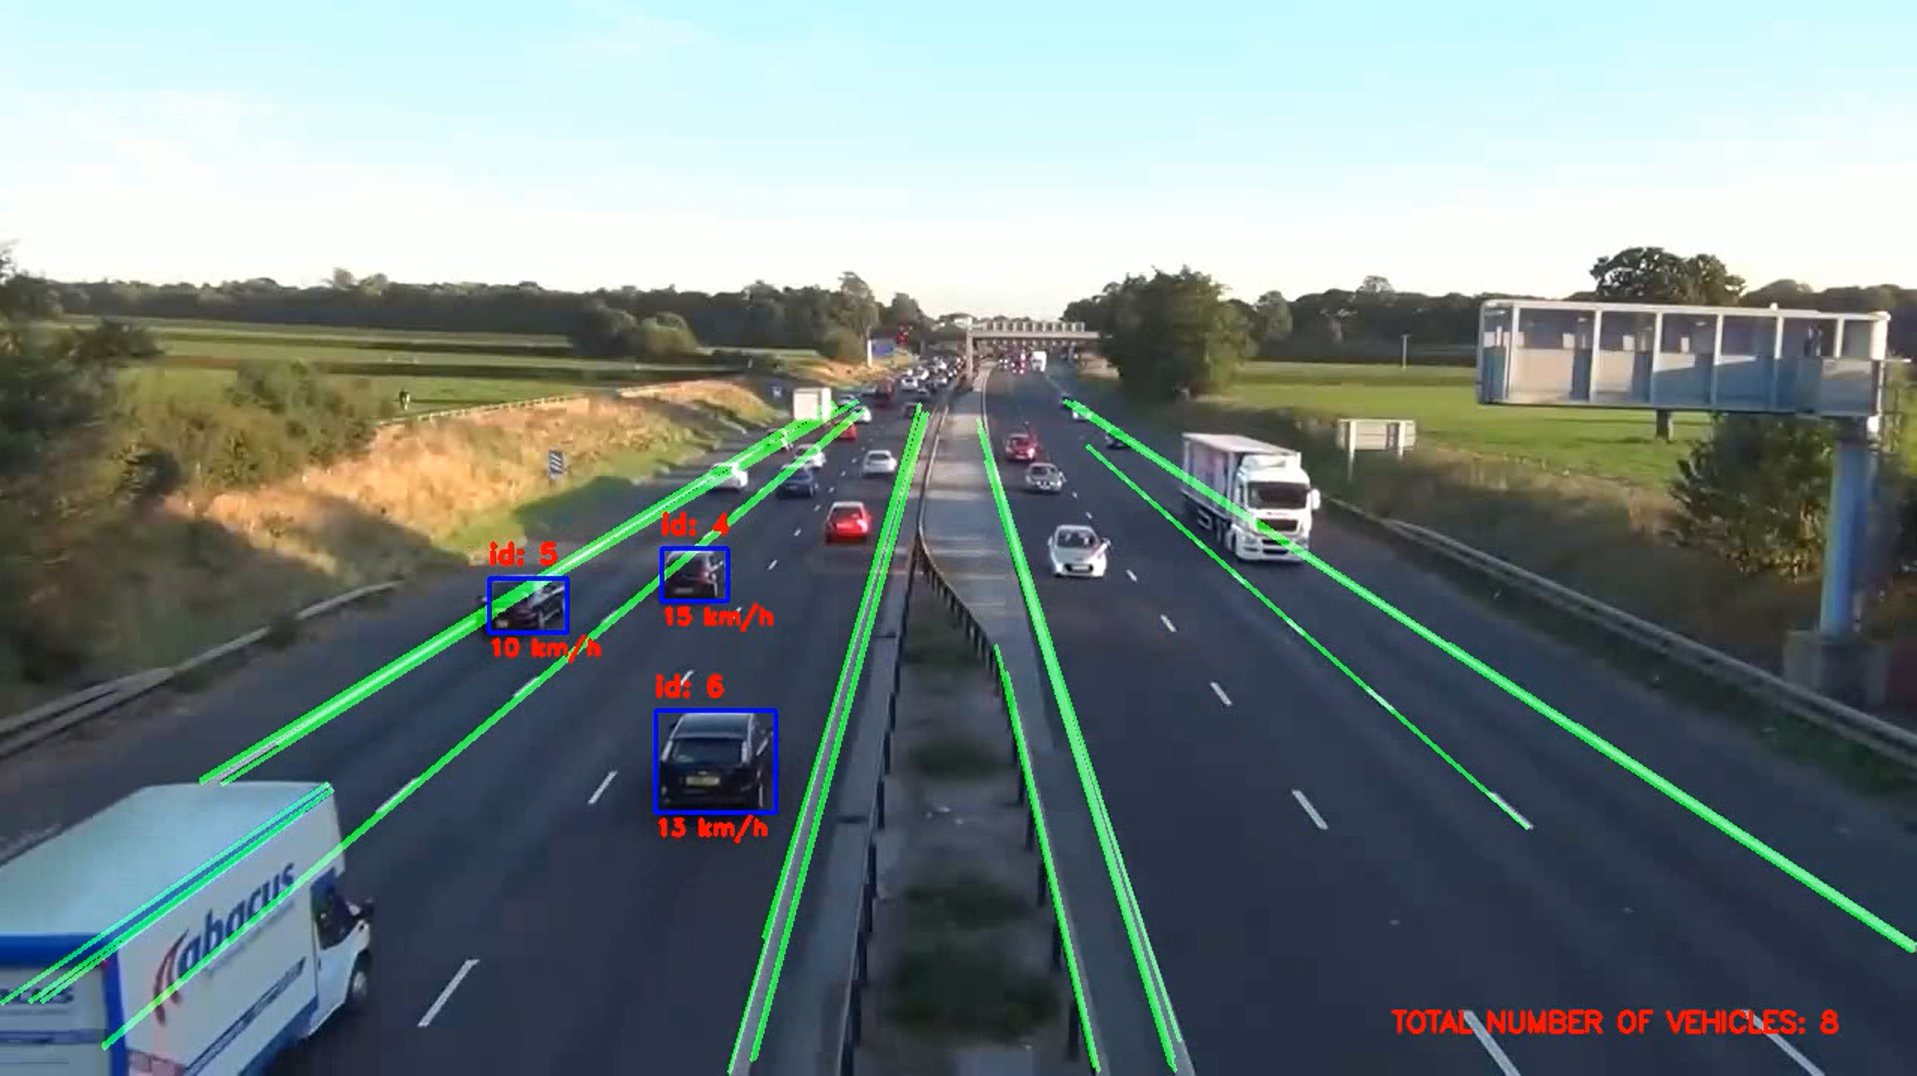 id: 4
id: 5
15 km/h
10 km/h
id: 6
13 km/h
abacus
TOTAL NUMBER OF VEHICLES: 8